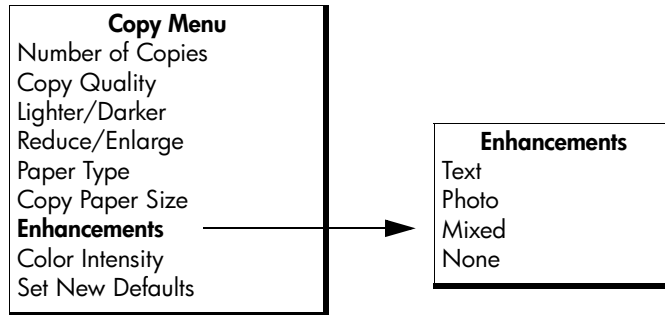 Copy Menu
Number of Copies
Copy Quality
Lighter/Darker
Reduce/Enlarge
Paper Type
Copy Paper Size
Enhancements
Color Intensity
Set New Defaults
Enhancements
Text
Photo
Mixed
None